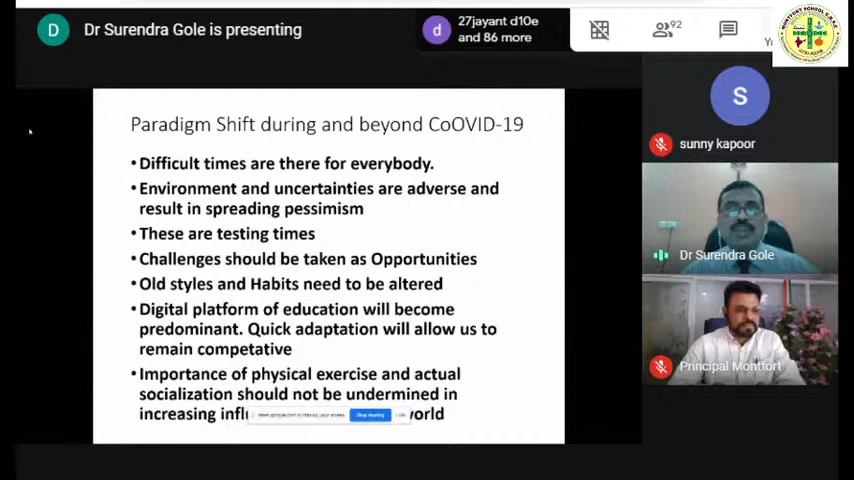 D
Dr Surendra Gole is presenting
d
27jayant d10e
and 86 more
92
Paradigm Shift during and beyond CoOVID-19
•Difficult times are there for everybody.
•Environment and uncertainties are adverse and
result in spreading pessimism
•These are testing times
•Challenges should be taken as Opportunities
•Old styles and Habits need to be altered
•Digital platform of education will become
predominant. Quick adaptation will allow us to
remain competative
•Importance of physical exercise and actual
socialization should not be undermined in
increasing
Stop sharing
S
sunny kapoor
Dr Surendra Gole
Principal Montfort